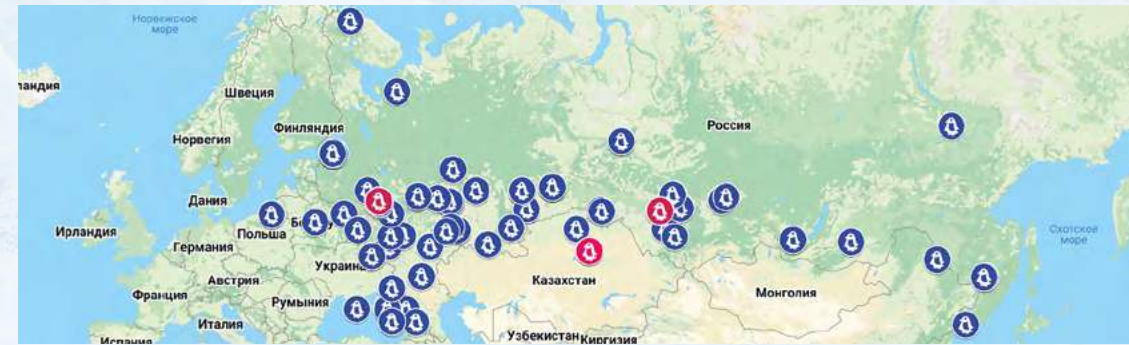 Норвежское
море
ландия
Швеция
Финляндия
Норвегия
Россия
Дания
Ирландия
Польша
Германия
Украина
Охотское
море
Австрия
Казахстан
Франция
Румыния
Монголия
Италия
Узбекистан
Киргизия
Испания